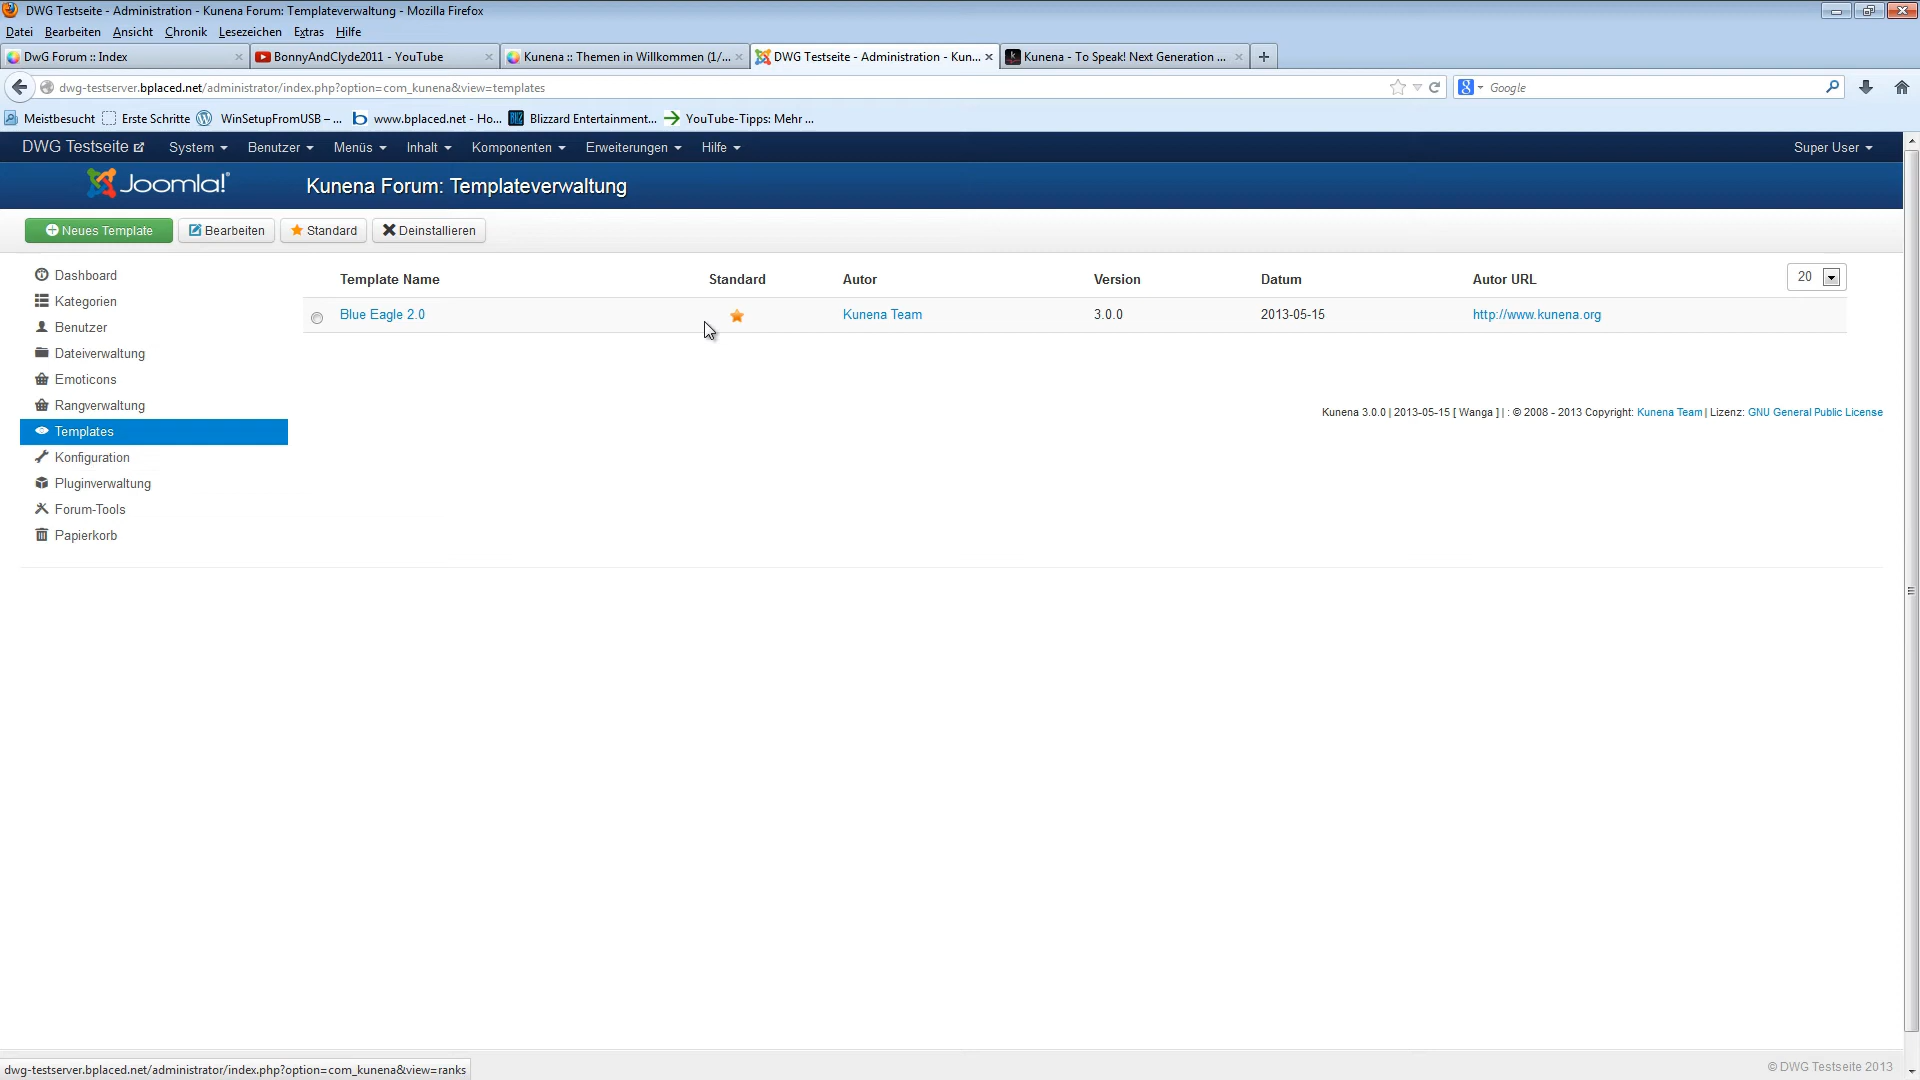 DWG Testseite - Administration - Kunena Forum: Templateverwaltung - Mozilla Firefox
Datei Bearbeiten Ansicht Chronik Lesezeichen Extras Hilfe
DwG Forum :: Index
BonnyAndClyde2011 - YouTube
Kunena :: Themen in Willkommen (1/...
DWG Testseite - Administration - Kun...
Kunena - To Speak! Next Generation ...
dwg-testserver.bplaced.net/administrator/index.php?option=com_kunena&view=templates
Google
Meistbesucht Erste Schritte WinSetupFromUSB – ... www.bplaced.net - Ho... Blizzard Entertainment... YouTube-Tipps: Mehr ...
DWG Testseite System Benutzer Menüs Inhalt Komponenten Erweiterungen Hilfe Super User
Joomla!® Kunena Forum: Templateverwaltung
Neues Template Bearbeiten Standard Deinstallieren
Dashboard
Kategorien
Benutzer
Dateiverwaltung
Emoticons
Rangverwaltung
Templates
Konfiguration
Pluginverwaltung
Forum-Tools
Papierkorb
Template Name Standard Autor Version Datum Autor URL 20
Blue Eagle 2.0 Kunena Team 3.0.0 2013-05-15 http://www.kunena.org
Kunena 3.0.0 | 2013-05-15 [ Wanga ] | : © 2008 - 2013 Copyright: Kunena Team | Lizenz: GNU General Public License
© DWG Testseite 2013
dwg-testserver.bplaced.net/administrator/index.php?option=com_kunena&view=ranks